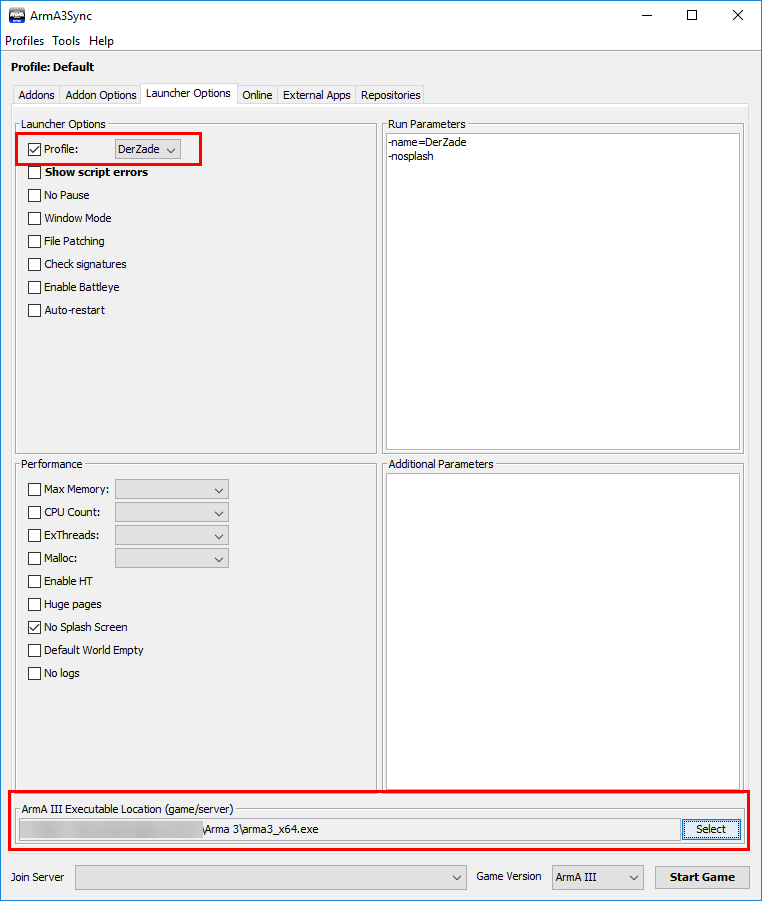 ArmA3Sync
Profiles Tools Help
Profile: Default
Addons Addon Options Launcher Options Online External Apps Repositories
Launcher Options
Profile: DerZade
Show script errors
No Pause
Window Mode
File Patching
Check signatures
Enable Battleye
Auto-restart
Run Parameters
-name=DerZade
-nosplash
Performance
Max Memory:
CPU Count:
ExThreads:
Malloc:
Enable HT
Huge pages
No Splash Screen
Default World Empty
No logs
Additional Parameters
ArmA III Executable Location (game/server)
\Arma 3\arma3_x64.exe Select
Join Server Game Version ArmA III Start Game